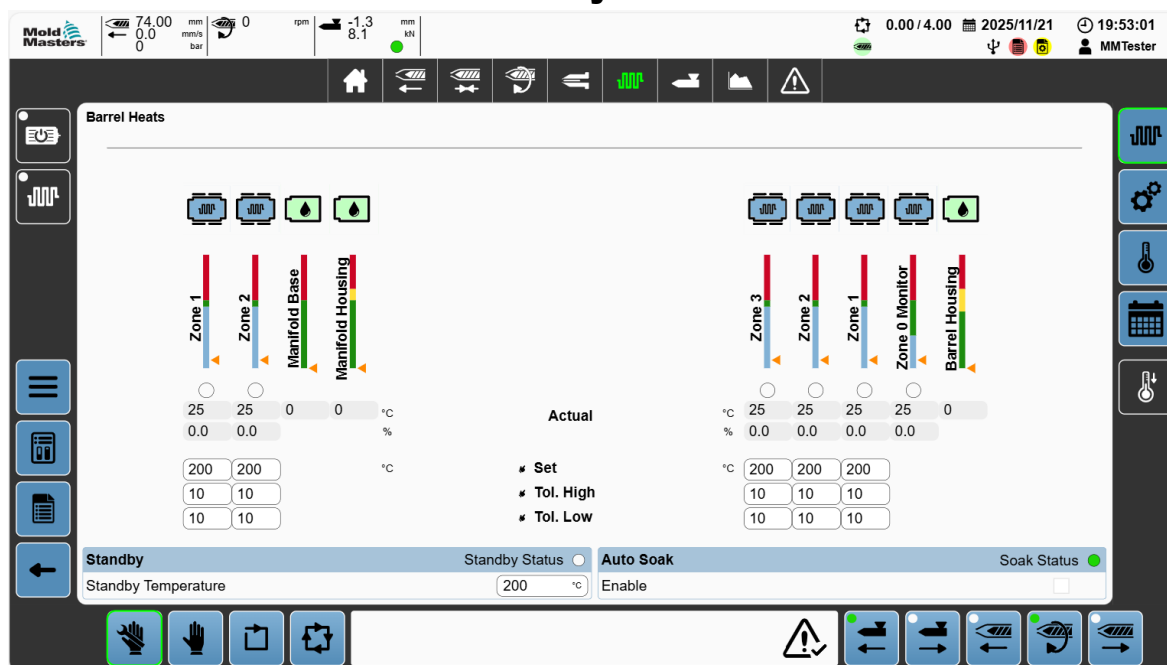 Mold
Masters
74.00 mm 0 rpm -1.3 mm 0.00 / 4.00 2025/11/21 19:53:01
0.0 mm/s 8.1 kN
0 bar MMTester
Barrel Heats
Zone 1
Zone 2
Manifold Base
Manifold Housing
Zone 3
Zone 2
Zone 1
Zone 0 Monitor
Barrel Housing
25 25 0 0 °C Actual °C 25 25 25 25 0
0.0 0.0 % % 0.0 0.0 0.0 0.0
200 200 °C Set °C 200 200 200
10 10 Tol. High 10 10 10
10 10 Tol. Low 10 10 10
Standby Standby Status Auto Soak Soak Status
Standby Temperature 200 °C Enable